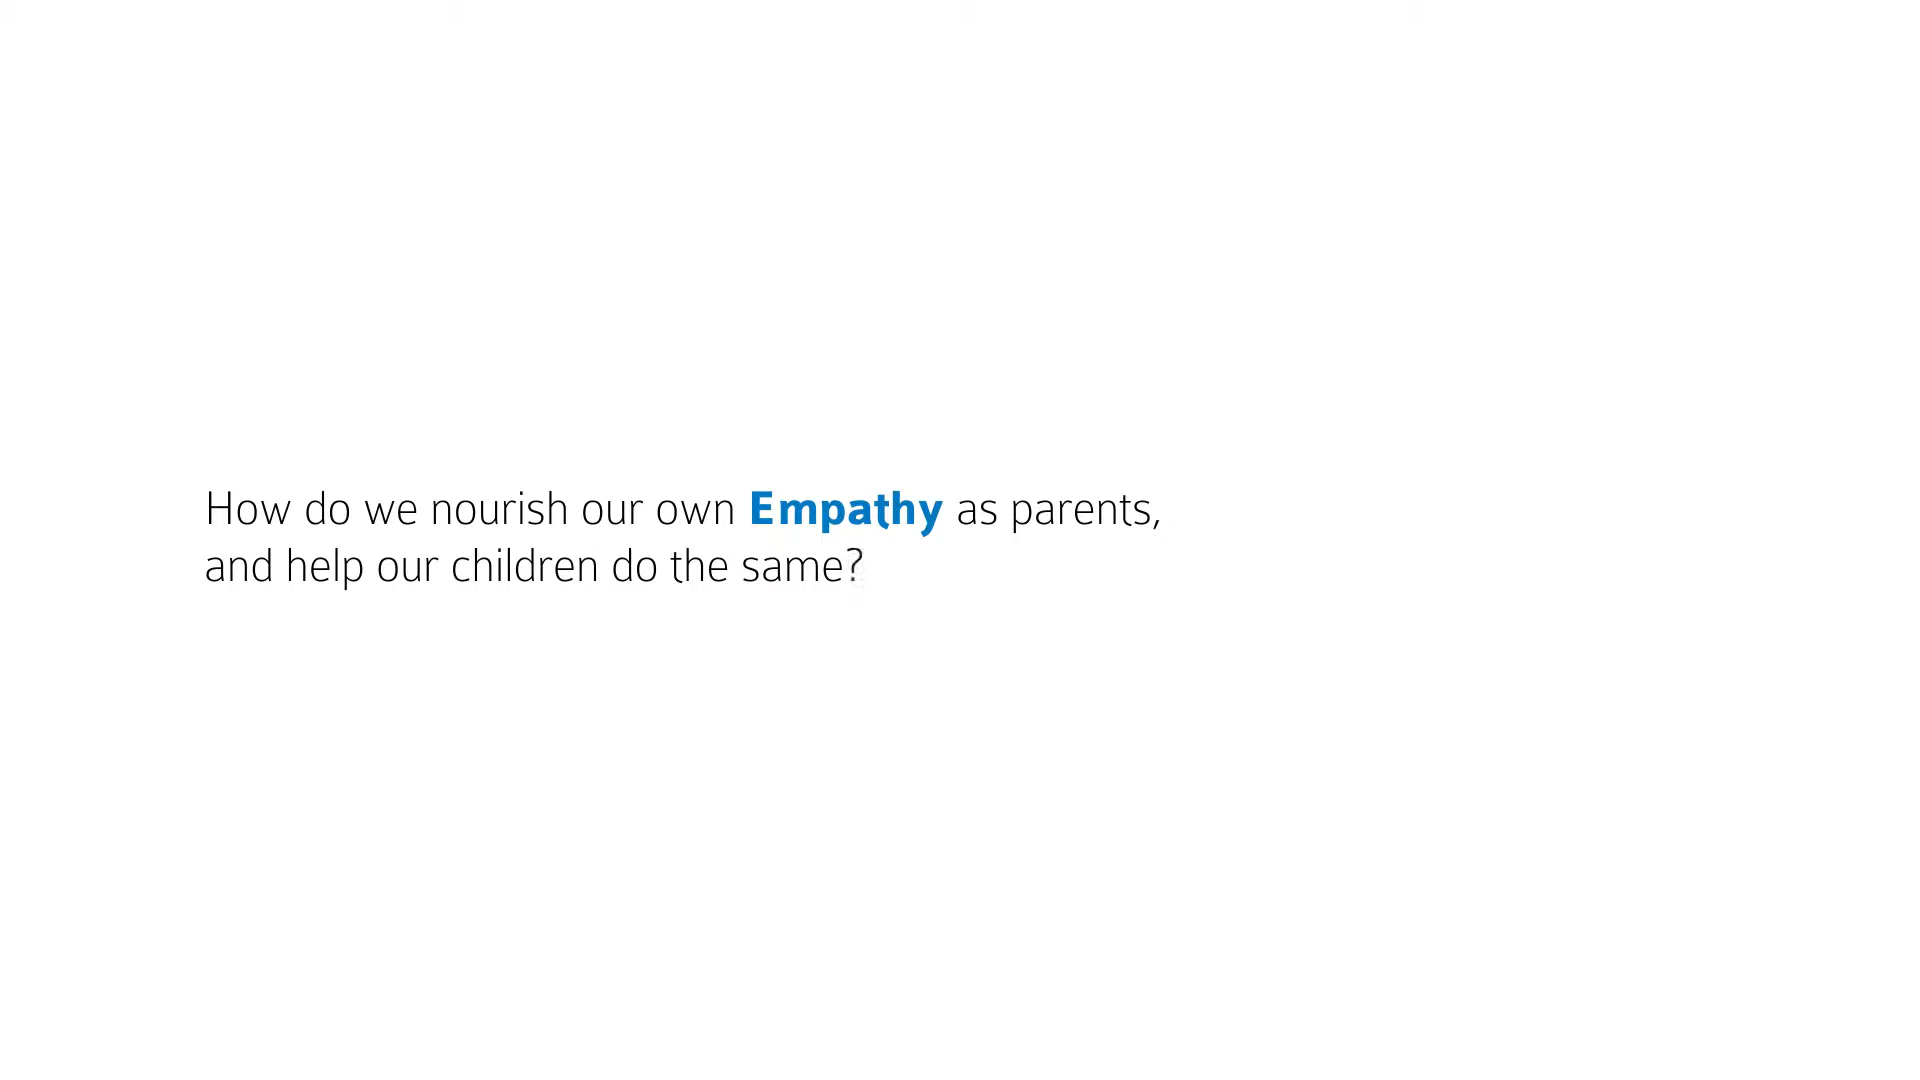 How do we nourish our own Empathy as parents,
and help our children do the same?